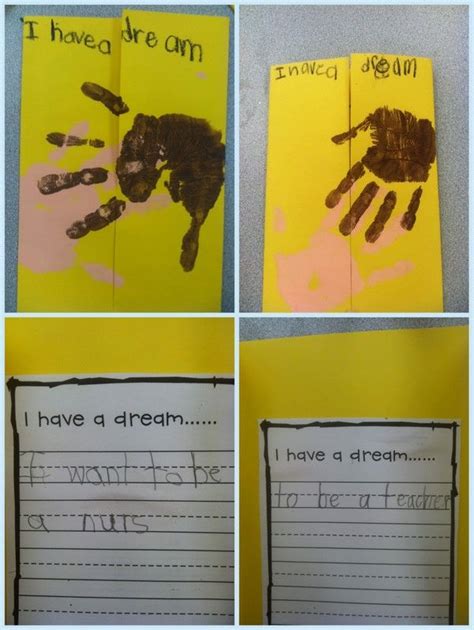 I have a dream
I have a dream
I have a dream......
I want to be
a nurs
I have a dream......
to be a teacher